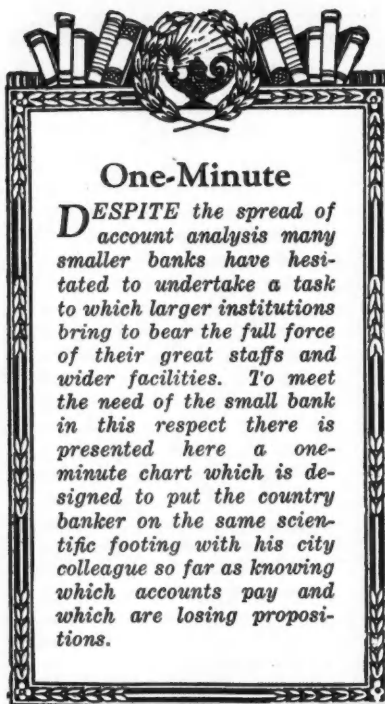 One-Minute
DESPITE the spread of
account analysis many
smaller banks have hesi-
tated to undertake a task
to which larger institutions
bring to bear the full force
of their great staffs and
wider facilities. To meet
the need of the small bank
in this respect there is
presented here a one-
minute chart which is de-
signed to put the country
banker on the same scien-
tific footing with his city
colleague so far as knowing
which accounts pay and
which are losing proposi-
tions.